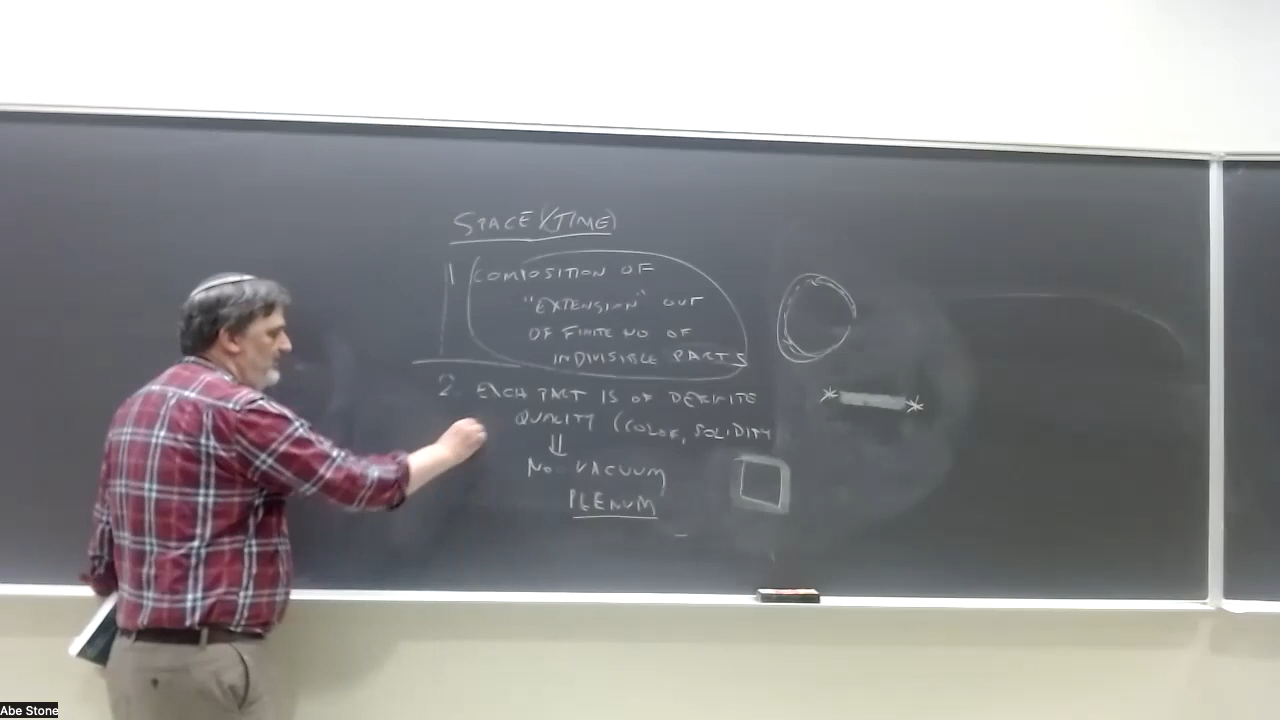 SPACE (TIME)
1 COMPOSITION OF
"EXTENSION" OUT
OF FINITE NO OF
INDIVISIBLE PARTS
2. EACH PART IS OF DEFINITE
QUALITY (COLOR, SOLIDITY
⇓
NO VACUUM
PLENUM
Abe Stone